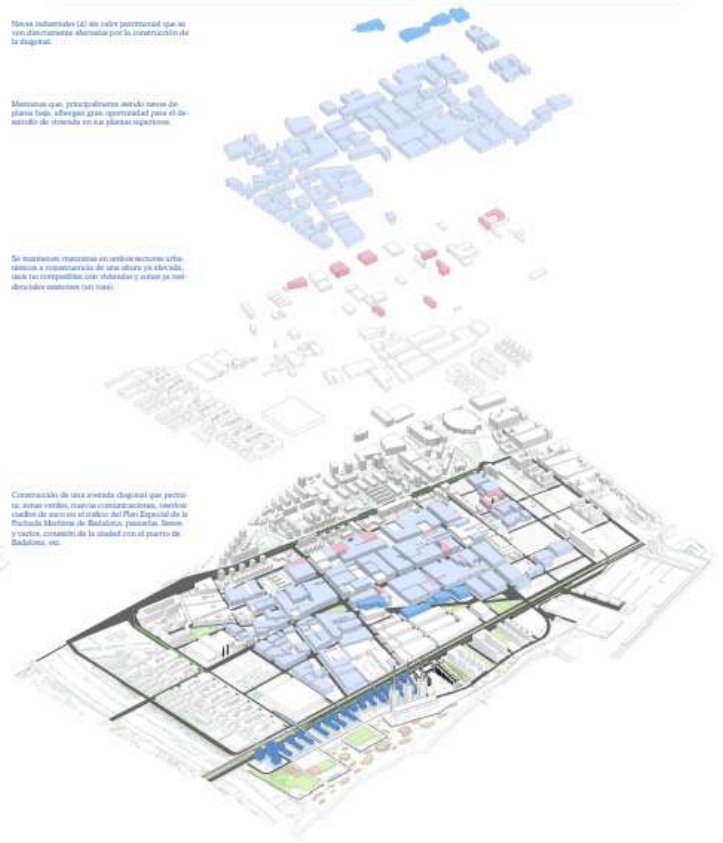 Naves industriales (4) sin valor patrimonial que se
ven directamente afectadas por la construcción de
la diagonal.
Manzanas que, principalmente siendo naves de
planta baja, albergan gran oportunidad para el de-
sarrollo de vivienda en sus plantas superiores.
Se mantienen manzanas en ambos sectores urba-
nísticos a consecuencia de una altura ya elevada,
usos no compatibles con viviendas y zonas ya resi-
denciales existentes (en rosa).
Construcción de una avenida diagonal que permi-
ta: zonas verdes, nuevas comunicaciones, resolver
cuellos de saco en el tráfico del Plan Especial de la
Fachada Marítima de Badalona, pasarelas, llenos
y vacíos, conexión de la ciudad con el puerto de
Badalona, etc.